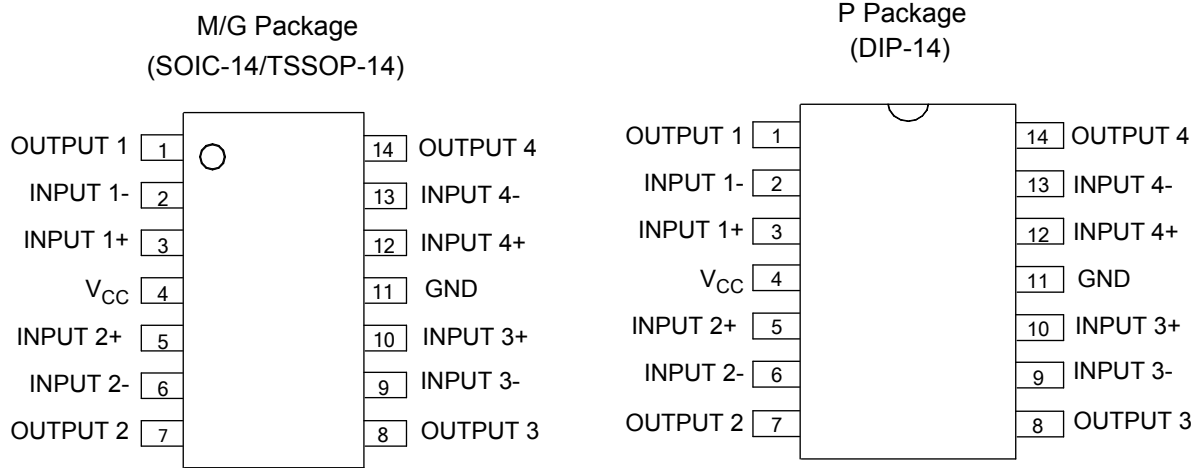 M/G Package
(SOIC-14/TSSOP-14)
OUTPUT 1 1 14 OUTPUT 4
INPUT 1- 2 13 INPUT 4-
INPUT 1+ 3 12 INPUT 4+
VCC 4 11 GND
INPUT 2+ 5 10 INPUT 3+
INPUT 2- 6 9 INPUT 3-
OUTPUT 2 7 8 OUTPUT 3
P Package
(DIP-14)
OUTPUT 1 1 14 OUTPUT 4
INPUT 1- 2 13 INPUT 4-
INPUT 1+ 3 12 INPUT 4+
VCC 4 11 GND
INPUT 2+ 5 10 INPUT 3+
INPUT 2- 6 9 INPUT 3-
OUTPUT 2 7 8 OUTPUT 3